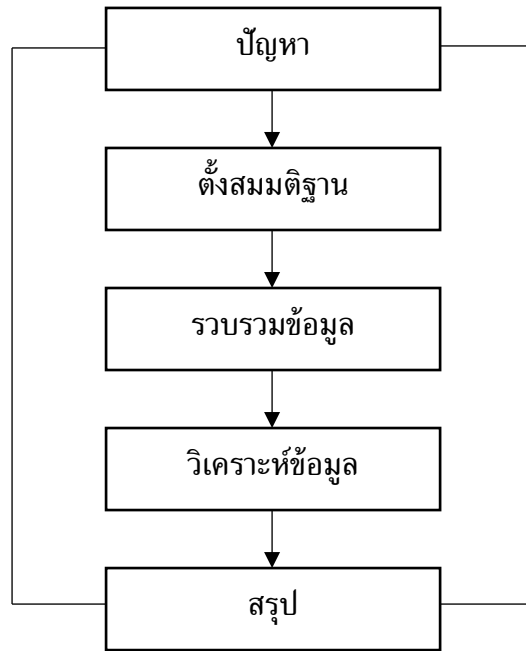 ปัญหา
ตั้งสมมติฐาน
รวบรวมข้อมูล
วิเคราะห์ข้อมูล
สรุป